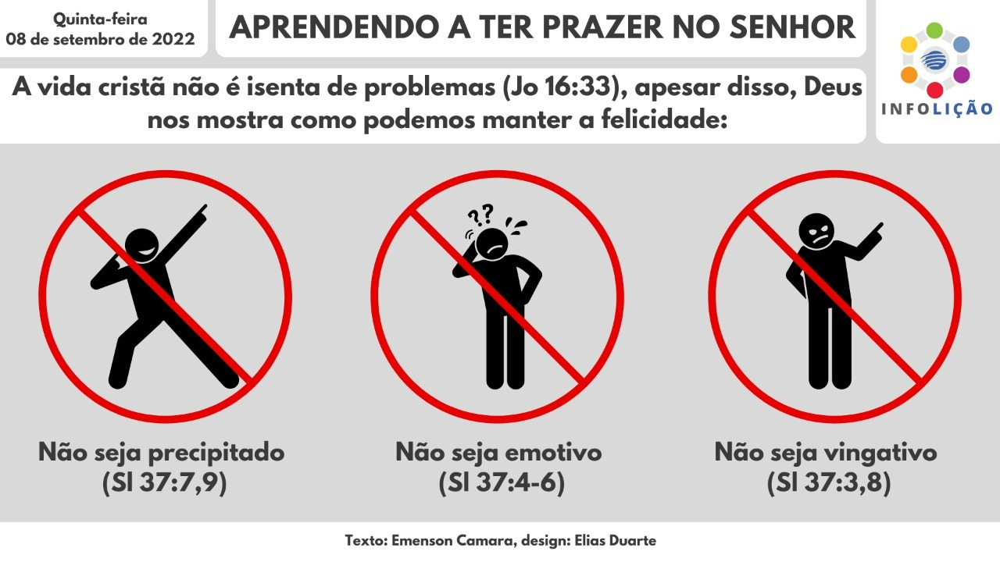 Quinta-feira
08 de setembro de 2022
APRENDENDO A TER PRAZER NO SENHOR
INFOLIÇÃO
A vida cristã não é isenta de problemas (Jo 16:33), apesar disso, Deus
nos mostra como podemos manter a felicidade:
??
Não seja precipitado
(Sl 37:7,9)
Não seja emotivo
(Sl 37:4-6)
Não seja vingativo
(Sl 37:3,8)
Texto: Emenson Camara, design: Elias Duarte